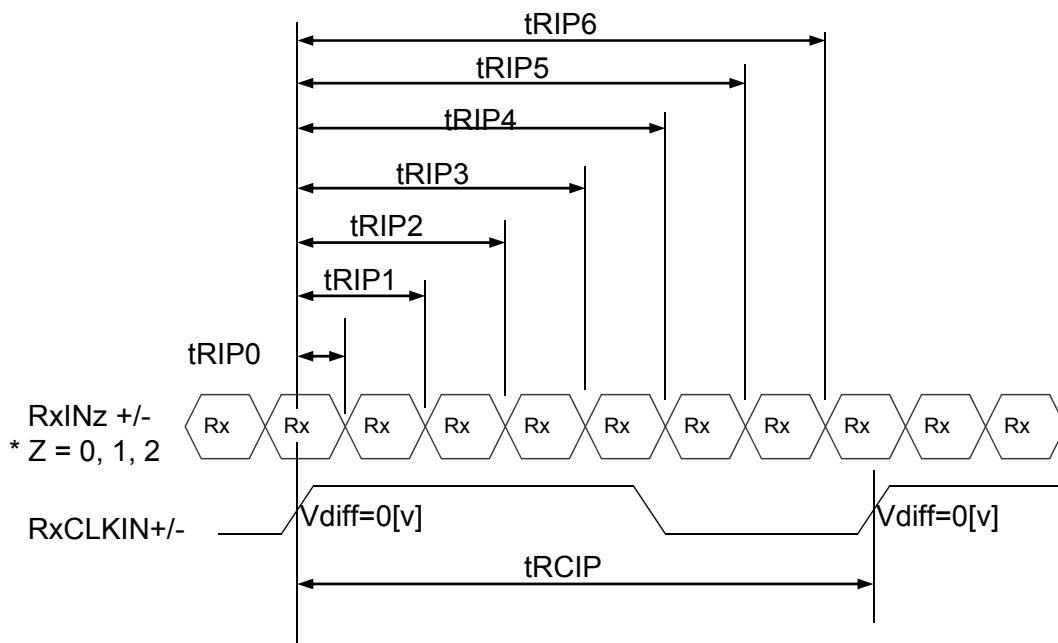 tRIP6
tRIP5
tRIP4
tRIP3
tRIP2
tRIP1
tRIP0
RxINz +/-
* Z = 0, 1, 2
Rx Rx Rx Rx Rx Rx Rx Rx Rx Rx Rx
RxCLKIN+/-
Vdiff=0[v] Vdiff=0[v]
tRCIP